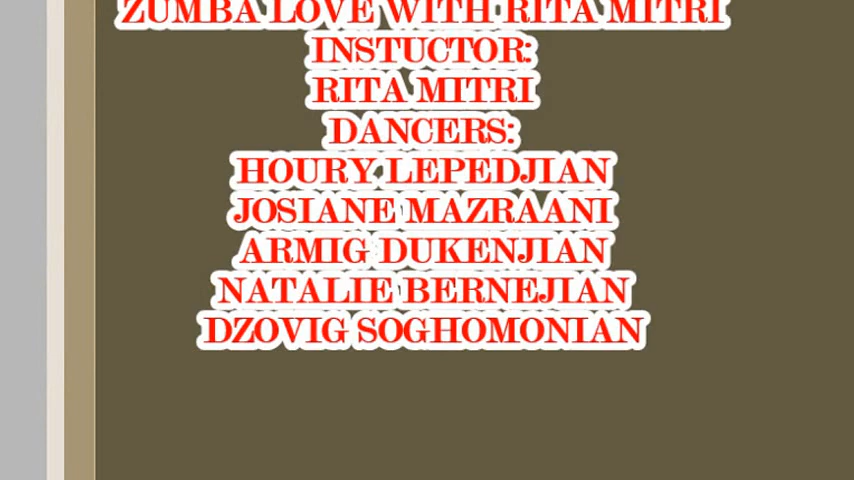 ZUMBA LOVE WITH RITA MITRI
INSTUCTOR:
RITA MITRI
DANCERS:
HOURY LEPEDJIAN
JOSIANE MAZRAANI
ARMIG DUKENJIAN
NATALIE BERNEJIAN
DZOVIG SOGHOMONIAN